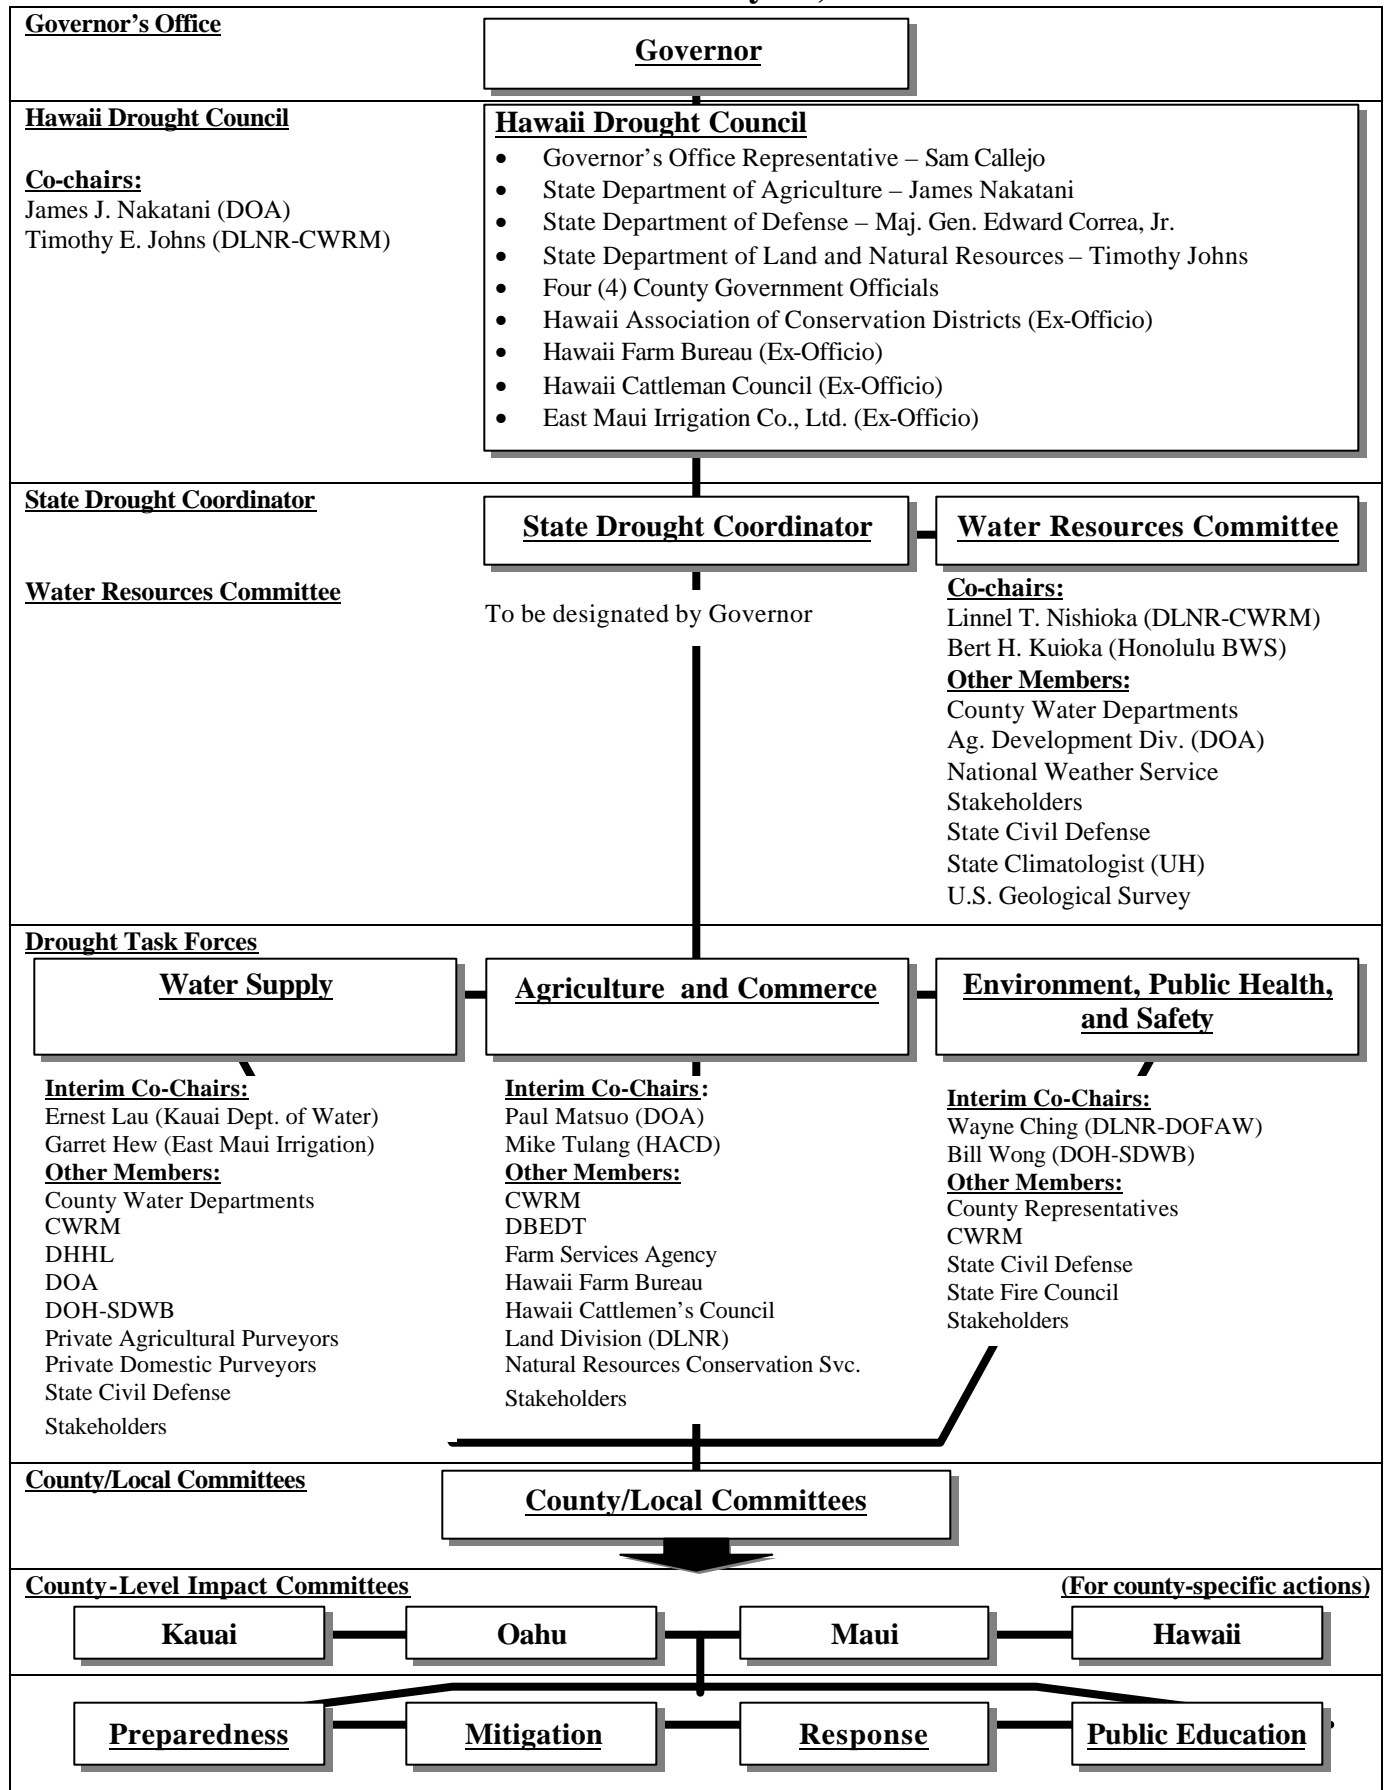 Governor's Office
Governor
Hawaii Drought Council
Co-chairs:
James J. Nakatani (DOA)
Timothy E. Johns (DLNR-CWRM)
Hawaii Drought Council
• Governor's Office Representative – Sam Callejo
• State Department of Agriculture – James Nakatani
• State Department of Defense – Maj. Gen. Edward Correa, Jr.
• State Department of Land and Natural Resources – Timothy Johns
• Four (4) County Government Officials
• Hawaii Association of Conservation Districts (Ex-Officio)
• Hawaii Farm Bureau (Ex-Officio)
• Hawaii Cattleman Council (Ex-Officio)
• East Maui Irrigation Co., Ltd. (Ex-Officio)
State Drought Coordinator
Water Resources Committee
State Drought Coordinator
To be designated by Governor
Water Resources Committee
Co-chairs:
Linnel T. Nishioka (DLNR-CWRM)
Bert H. Kuioka (Honolulu BWS)
Other Members:
County Water Departments
Ag. Development Div. (DOA)
National Weather Service
Stakeholders
State Civil Defense
State Climatologist (UH)
U.S. Geological Survey
Drought Task Forces
Water Supply
Interim Co-Chairs:
Ernest Lau (Kauai Dept. of Water)
Garret Hew (East Maui Irrigation)
Other Members:
County Water Departments
CWRM
DHHL
DOA
DOH-SDWB
Private Agricultural Purveyors
Private Domestic Purveyors
State Civil Defense
Stakeholders
Agriculture and Commerce
Interim Co-Chairs:
Paul Matsuo (DOA)
Mike Tulang (HACD)
Other Members:
CWRM
DBEDT
Farm Services Agency
Hawaii Farm Bureau
Hawaii Cattlemen's Council
Land Division (DLNR)
Natural Resources Conservation Svc.
Stakeholders
Environment, Public Health,
and Safety
Interim Co-Chairs:
Wayne Ching (DLNR-DOFAW)
Bill Wong (DOH-SDWB)
Other Members:
County Representatives
CWRM
State Civil Defense
State Fire Council
Stakeholders
County/Local Committees
County/Local Committees
County-Level Impact Committees
(For county-specific actions)
Kauai
Oahu
Maui
Hawaii
Preparedness
Mitigation
Response
Public Education